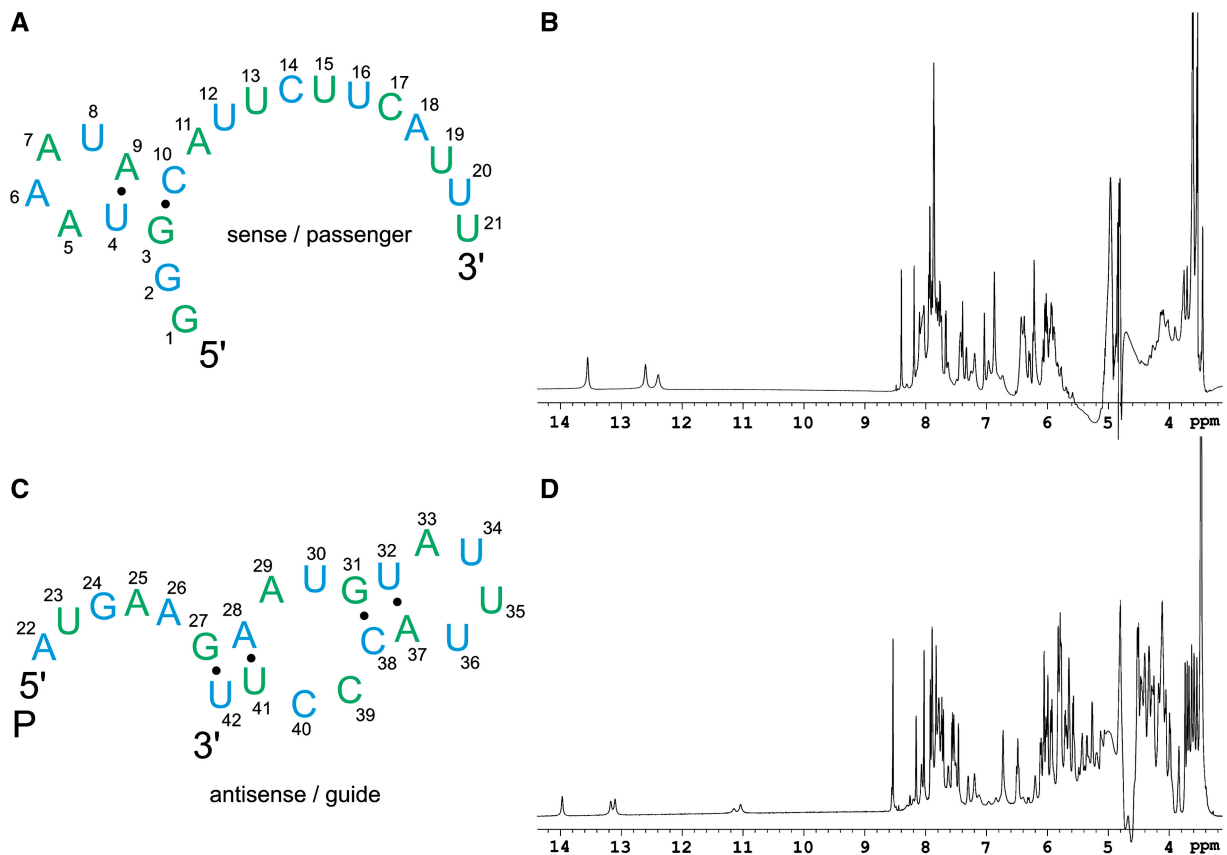 A
B
14
15
13
16
12
17
8
11
18
7
9
10
19
6
20
5
4
21
3
2
1
U
C
U
U
U
C
A
U
A
A
U
A
C
U
A
A
U
U
G
U
G
G
sense / passenger
3'
5'
14 13 12 11 10 9 8 7 6 5 4 ppm
C
D
33
34
32
31
30
29
25
26
24
23
28
35
22
27
36
37
38
42
41
40
39
A
U
U
G
U
A
G
A
A
U
A
U
A
G
A
C
U
U
U
C
C
5'
P
3'
antisense / guide
14 13 12 11 10 9 8 7 6 5 4 ppm